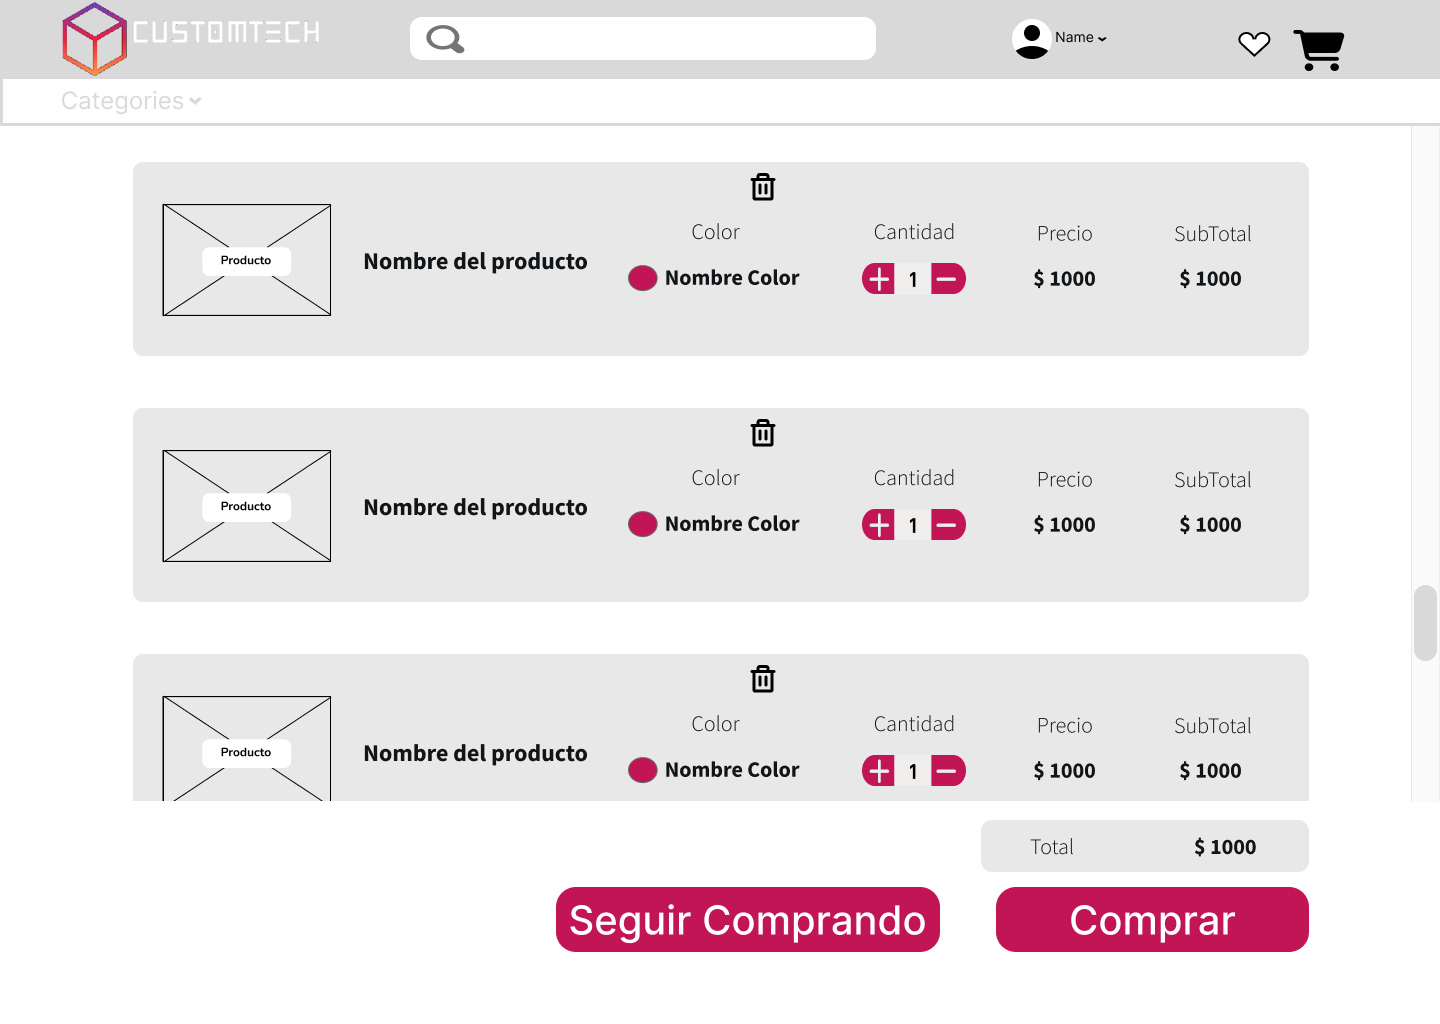 CUSTOMTECH
Name
Categories
Color
Cantidad
Precio
SubTotal
Producto
Nombre del producto
Nombre Color
1
$ 1000
$ 1000
Color
Cantidad
Precio
SubTotal
Producto
Nombre del producto
Nombre Color
1
$ 1000
$ 1000
Color
Cantidad
Precio
SubTotal
Producto
Nombre del producto
Nombre Color
1
$ 1000
$ 1000
Total
$ 1000
Seguir Comprando
Comprar